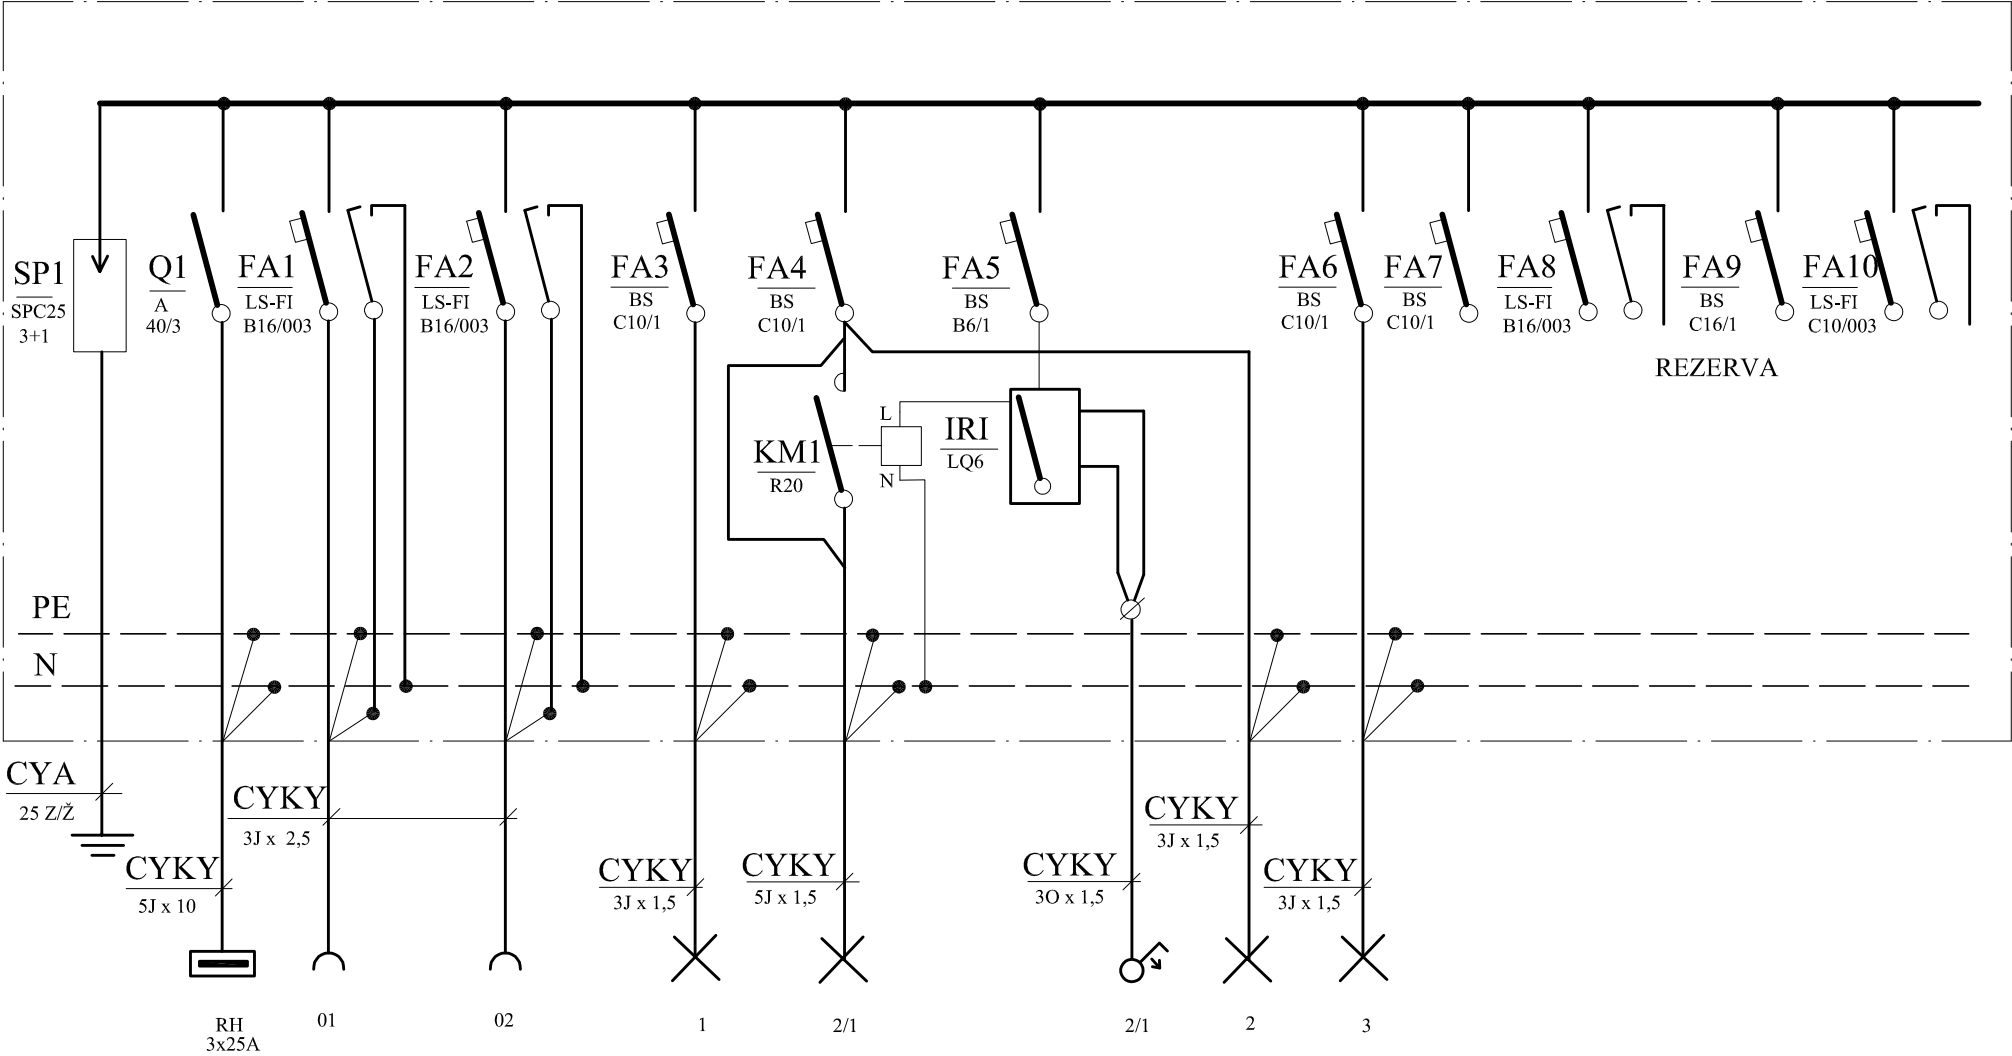 SP1
SPC25
3+1
Q1
A
40/3
FA1
LS-FI
B16/003
FA2
LS-FI
B16/003
FA3
BS
C10/1
FA4
BS
C10/1
FA5
BS
B6/1
FA6
BS
C10/1
FA7
BS
C10/1
FA8
LS-FI
B16/003
FA9
BS
C16/1
FA10
LS-FI
C10/003
REZERVA
KM1
R20
L
N
IRI
LQ6
PE
N
CYA
25 Z/Ž
CYKY
5J x 10
CYKY
3J x 2,5
CYKY
3J x 1,5
CYKY
5J x 1,5
CYKY
3O x 1,5
CYKY
3J x 1,5
CYKY
3J x 1,5
RH
3x25A
01
02
1
2/1
2/1
2
3